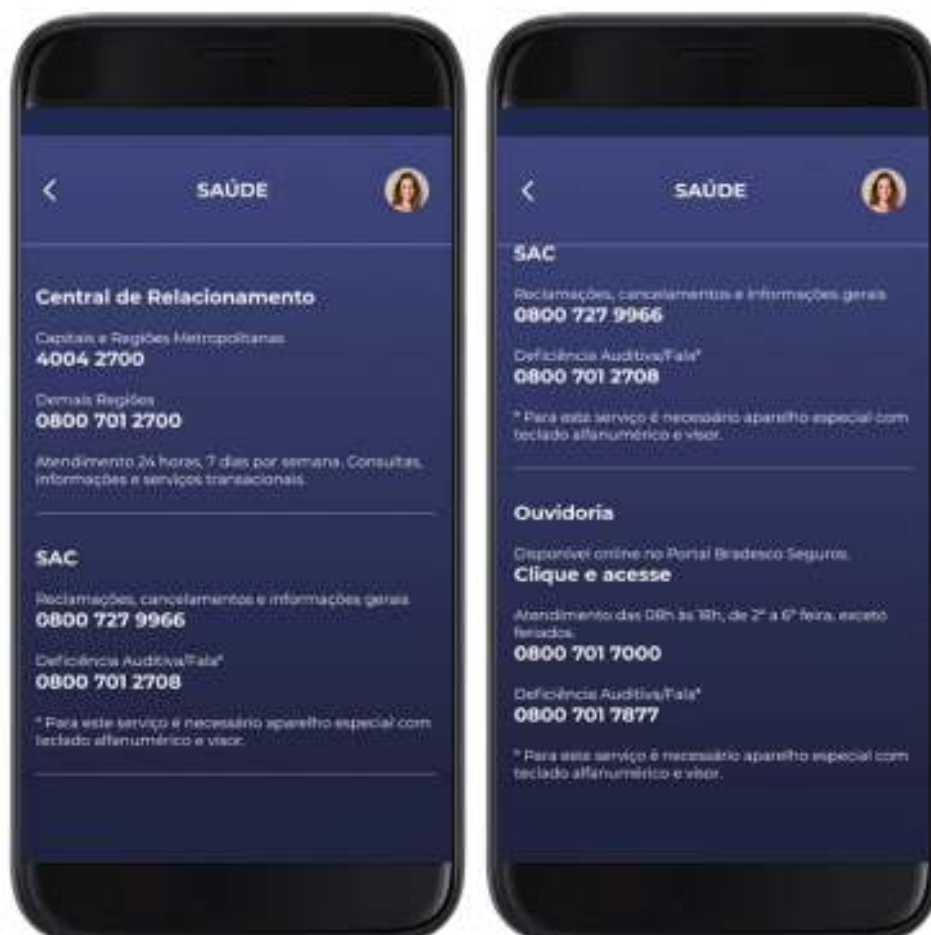 SAÚDE
Central de Relacionamento
Capitais e Regiões Metropolitanas
4004 2700
Demais Regiões
0800 701 2700
Atendimento 24 horas, 7 dias por semana. Consultas,
informações e serviços transacionais.
SAC
Reclamações, cancelamentos e informações gerais
0800 727 9966
Deficiência Auditiva/Fala*
0800 701 2708
* Para este serviço é necessário aparelho especial com
teclado alfanumérico e visor.
SAÚDE
SAC
Reclamações, cancelamentos e informações gerais
0800 727 9966
Deficiência Auditiva/Fala*
0800 701 2708
* Para este serviço é necessário aparelho especial com
teclado alfanumérico e visor.
Ouvidoria
Disponível online no Portal Bradesco Seguros.
Clique e acesse
Atendimento das 08h às 18h, de 2ª a 6ª feira, exceto
feriados.
0800 701 7000
Deficiência Auditiva/Fala*
0800 701 7877
* Para este serviço é necessário aparelho especial com
teclado alfanumérico e visor.